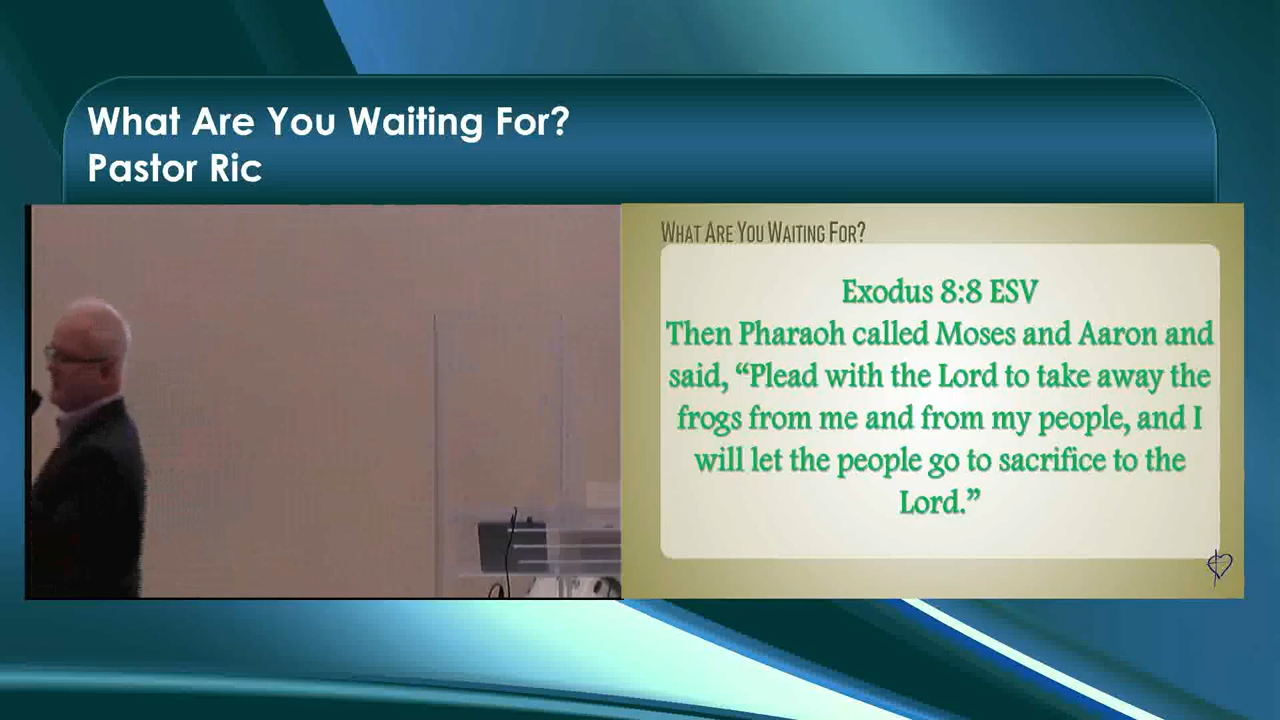 What Are You Waiting For?
Pastor Ric
What Are You Waiting For?
Exodus 8:8 ESV
Then Pharaoh called Moses and Aaron and
said, “Plead with the Lord to take away the
frogs from me and from my people, and I
will let the people go to sacrifice to the
Lord.”